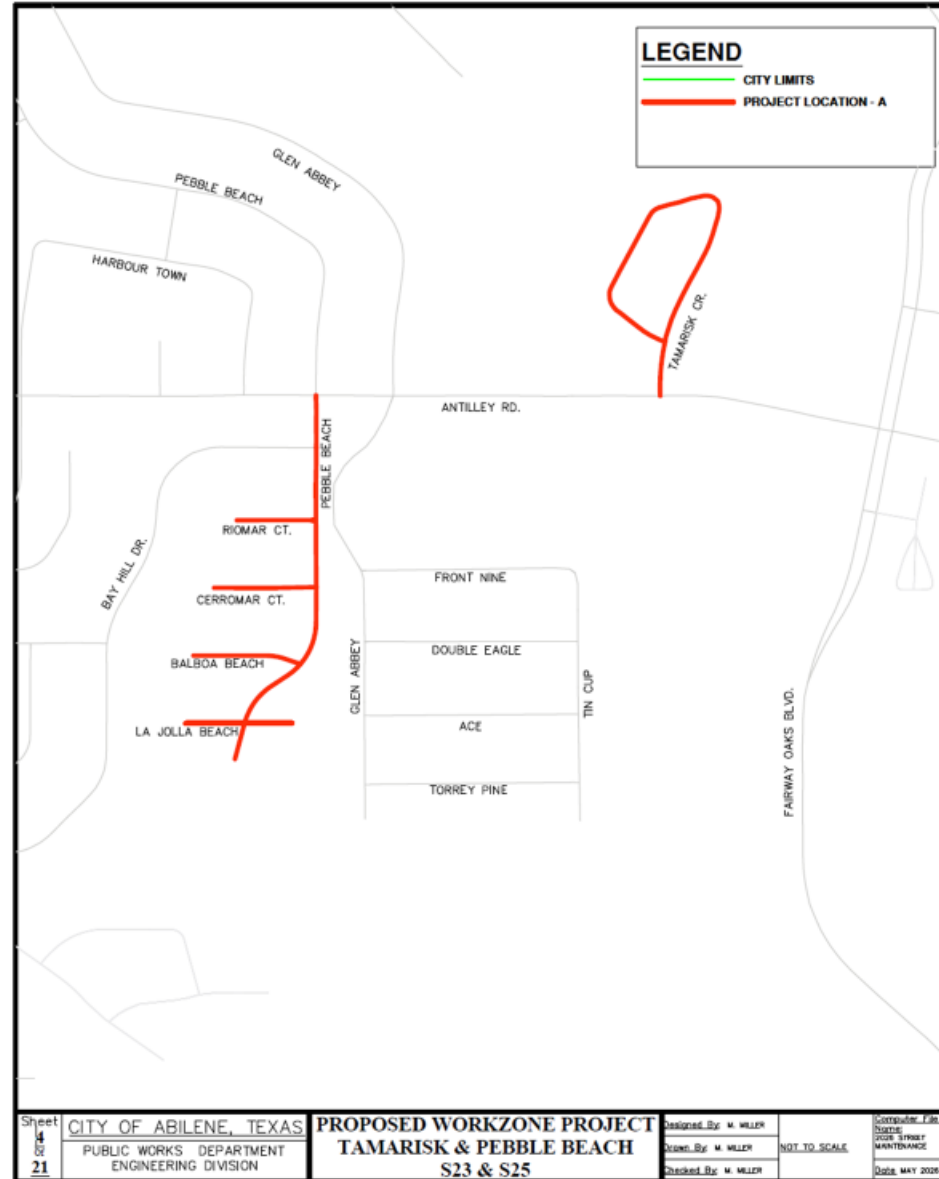 LEGEND
CITY LIMITS
PROJECT LOCATION - A
GLEN ABBEY
PEBBLE BEACH
HARBOUR TOWN
TAMARISK CR.
ANTILLEY RD.
PEBBLE BEACH
RIOMAR CT.
BAY HILL DR.
CERROMAR CT.
FRONT NINE
GLEN ABBEY
DOUBLE EAGLE
BALBOA BEACH
TIN CUP
LA JOLLA BEACH
ACE
FAIRWAY OAKS BLVD.
TORREY PINE
Sheet
4
OF
21
CITY OF ABILENE, TEXAS
PUBLIC WORKS DEPARTMENT
ENGINEERING DIVISION
PROPOSED WORKZONE PROJECT
TAMARISK & PEBBLE BEACH
S23 & S25
Designed By: M. MILLER
Drawn By: M. MILLER
Checked By: M. MILLER
NOT TO SCALE
Computer File
Name:
2026 STREET
MAINTENANCE
Date: MAY 2026